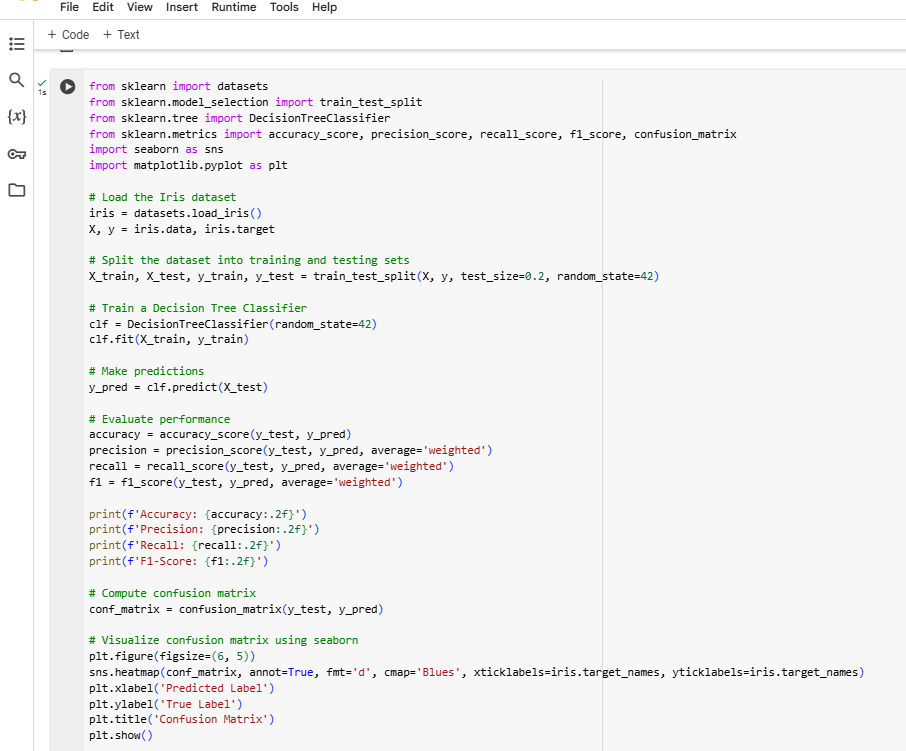 File Edit View Insert Runtime Tools Help
+ Code + Text
{x}
1s
from sklearn import datasets
from sklearn.model_selection import train_test_split
from sklearn.tree import DecisionTreeClassifier
from sklearn.metrics import accuracy_score, precision_score, recall_score, f1_score, confusion_matrix
import seaborn as sns
import matplotlib.pyplot as plt
# Load the Iris dataset
iris = datasets.load_iris()
X, y = iris.data, iris.target
# Split the dataset into training and testing sets
X_train, X_test, y_train, y_test = train_test_split(X, y, test_size=0.2, random_state=42)
# Train a Decision Tree Classifier
clf = DecisionTreeClassifier(random_state=42)
clf.fit(X_train, y_train)
# Make predictions
y_pred = clf.predict(X_test)
# Evaluate performance
accuracy = accuracy_score(y_test, y_pred)
precision = precision_score(y_test, y_pred, average='weighted')
recall = recall_score(y_test, y_pred, average='weighted')
f1 = f1_score(y_test, y_pred, average='weighted')
print(f'Accuracy: {accuracy:.2f}')
print(f'Precision: {precision:.2f}')
print(f'Recall: {recall:.2f}')
print(f'F1-Score: {f1:.2f}')
# Compute confusion matrix
conf_matrix = confusion_matrix(y_test, y_pred)
# Visualize confusion matrix using seaborn
plt.figure(figsize=(6, 5))
sns.heatmap(conf_matrix, annot=True, fmt='d', cmap='Blues', xticklabels=iris.target_names, yticklabels=iris.target_names)
plt.xlabel('Predicted Label')
plt.ylabel('True Label')
plt.title('Confusion Matrix')
plt.show()